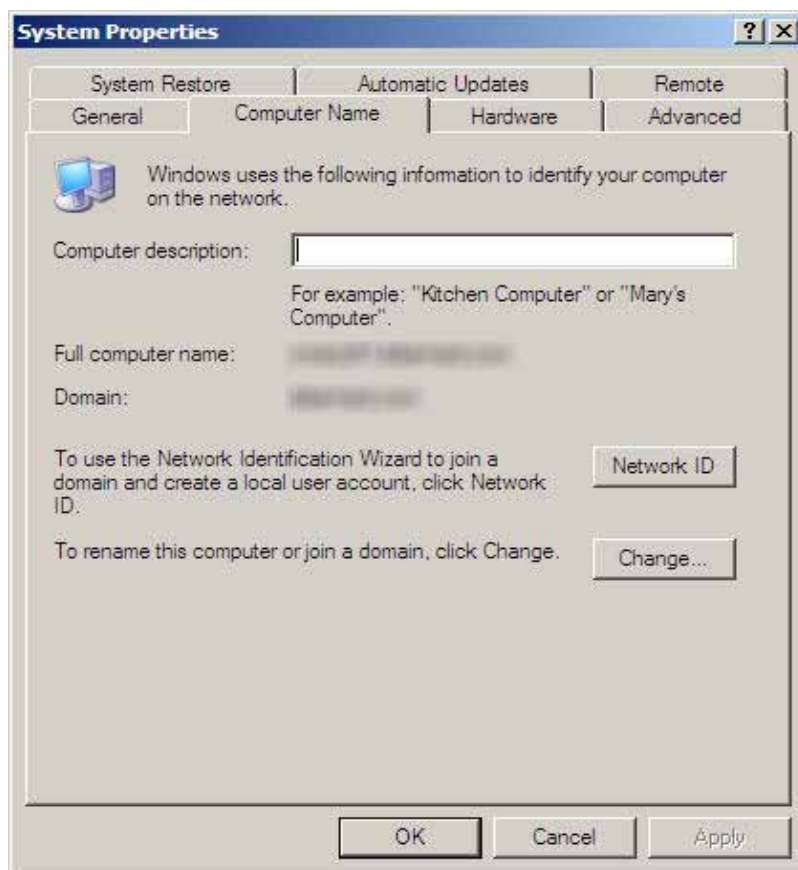 System Properties
System Restore Automatic Updates Remote
General Computer Name Hardware Advanced
Windows uses the following information to identify your computer
on the network.
Computer description:
For example: "Kitchen Computer" or "Mary's
Computer".
Full computer name:
Domain:
To use the Network Identification Wizard to join a
domain and create a local user account, click Network
ID.
Network ID
To rename this computer or join a domain, click Change.
Change...
OK Cancel Apply